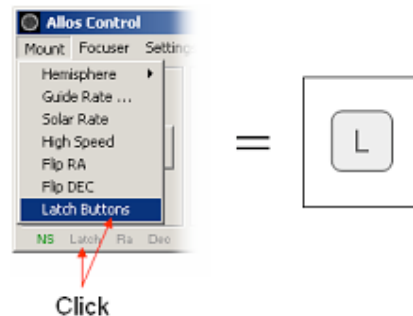 Allos Control
Mount Focuser Setting
Hemisphere
Guide Rate ...
Solar Rate
High Speed
Flip RA
Flip DEC
Latch Buttons
NS Latch Ra Dec
Click
=
L